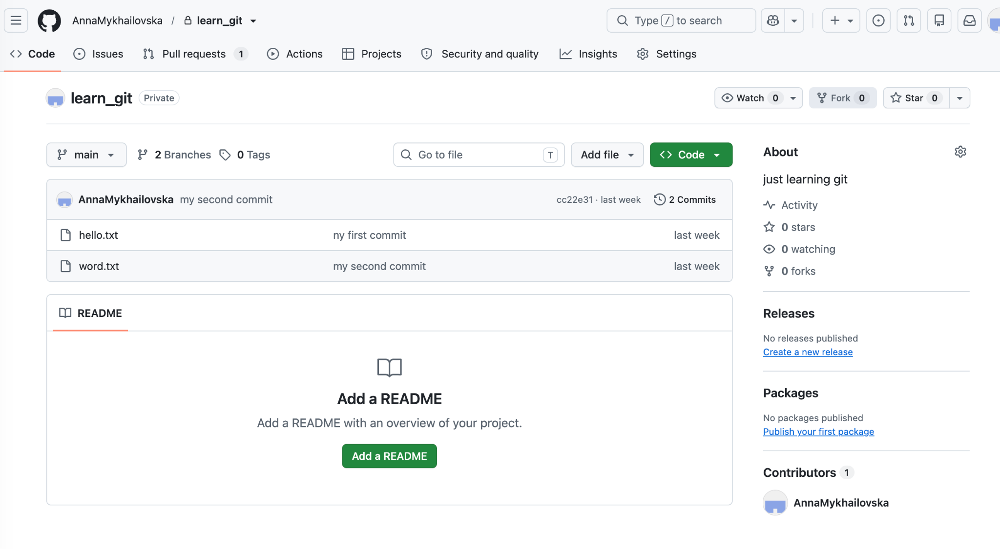 AnnaMykhailovska / learn_git
Type / to search
Code Issues Pull requests 1 Actions Projects Security and quality Insights Settings
learn_git Private
Watch 0 Fork 0 Star 0
main 2 Branches 0 Tags
Go to file T Add file Code
AnnaMykhailovska my second commit cc22e31 · last week 2 Commits
hello.txt ny first commit last week
word.txt my second commit last week
README
Add a README
Add a README with an overview of your project.
Add a README
About
just learning git
Activity
0 stars
0 watching
0 forks
Releases
No releases published
Create a new release
Packages
No packages published
Publish your first package
Contributors 1
AnnaMykhailovska